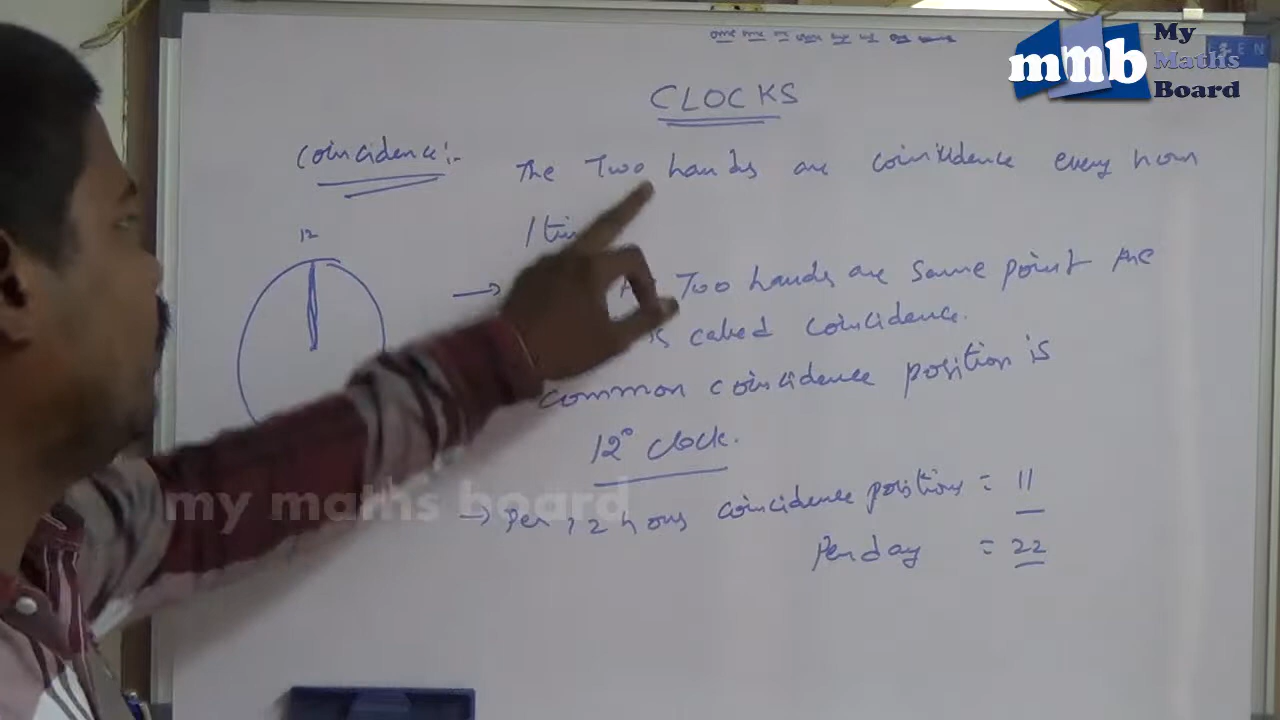 mmb My Maths Board
CLOCKS
Coincidence:-
The Two hands are coinsidence every hour
1
12
→ Two hands are same point the
is called coincidence.
common coincidence position is
12° clock.
my maths board
→ Per 12 hours coincidence positions = 11
Per day = 22